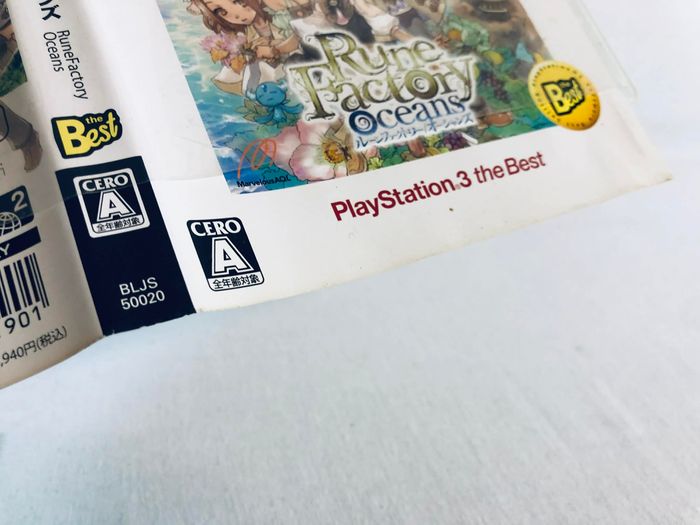 RuneFactory
Oceans
the
Best
CERO
A
全年齢対象
BLJS
50020
2
901
,940円(税込)
Rune
Factory
Oceans
ルーンファクトリー オーシャンズ
MarvelousAQL
the
Best
PlayStation®3 the Best
CERO
A
全年齢対象